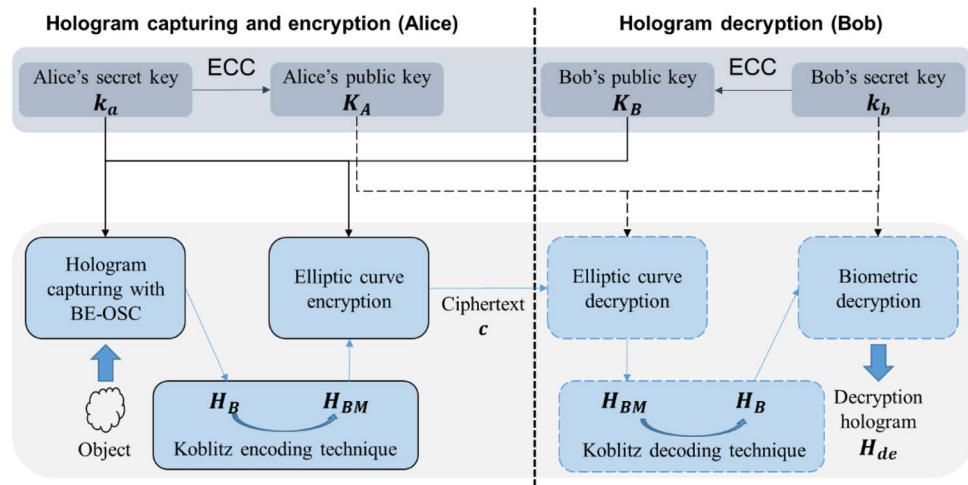 Hologram capturing and encryption (Alice)
Hologram decryption (Bob)
Alice's secret key
k_a
ECC
Alice's public key
K_A
Bob's public key
K_B
ECC
Bob's secret key
k_b
Hologram
capturing with
BE-OSC
Elliptic curve
encryption
Ciphertext
c
Elliptic curve
decryption
Biometric
decryption
Object
H_B
H_BM
Koblitz encoding technique
H_BM
H_B
Koblitz decoding technique
Decryption
hologram
H_de